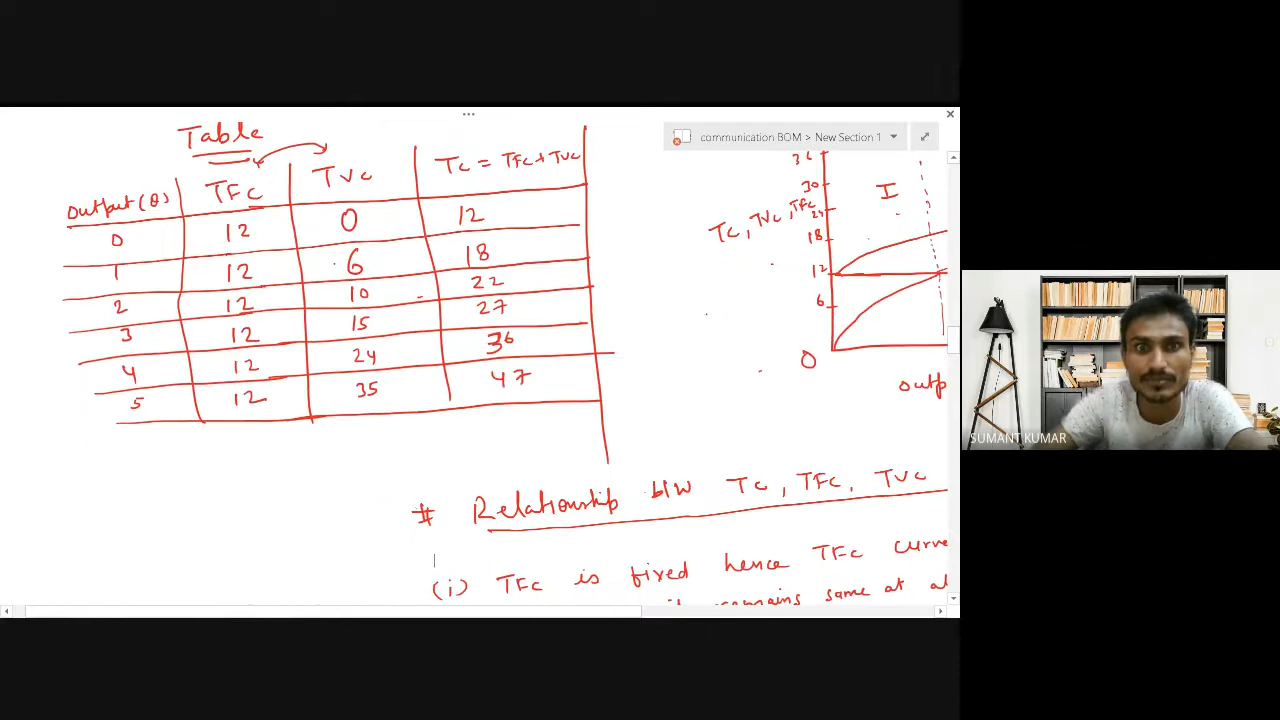 Table
communication BOM > New Section 1
Output(θ) TFC TVC TC = TFC + TVC
0 12 0 12
1 12 6 18
2 12 10 22
3 12 15 27
4 12 24 36
5 12 35 47
36
30
24
18
12
6
0
TC, TVC, TFC
I
outp
SUMANT KUMAR
# Relationship b/w TC, TFC, TVC
(i) TFC is fixed hence TFC curve
remains same at al